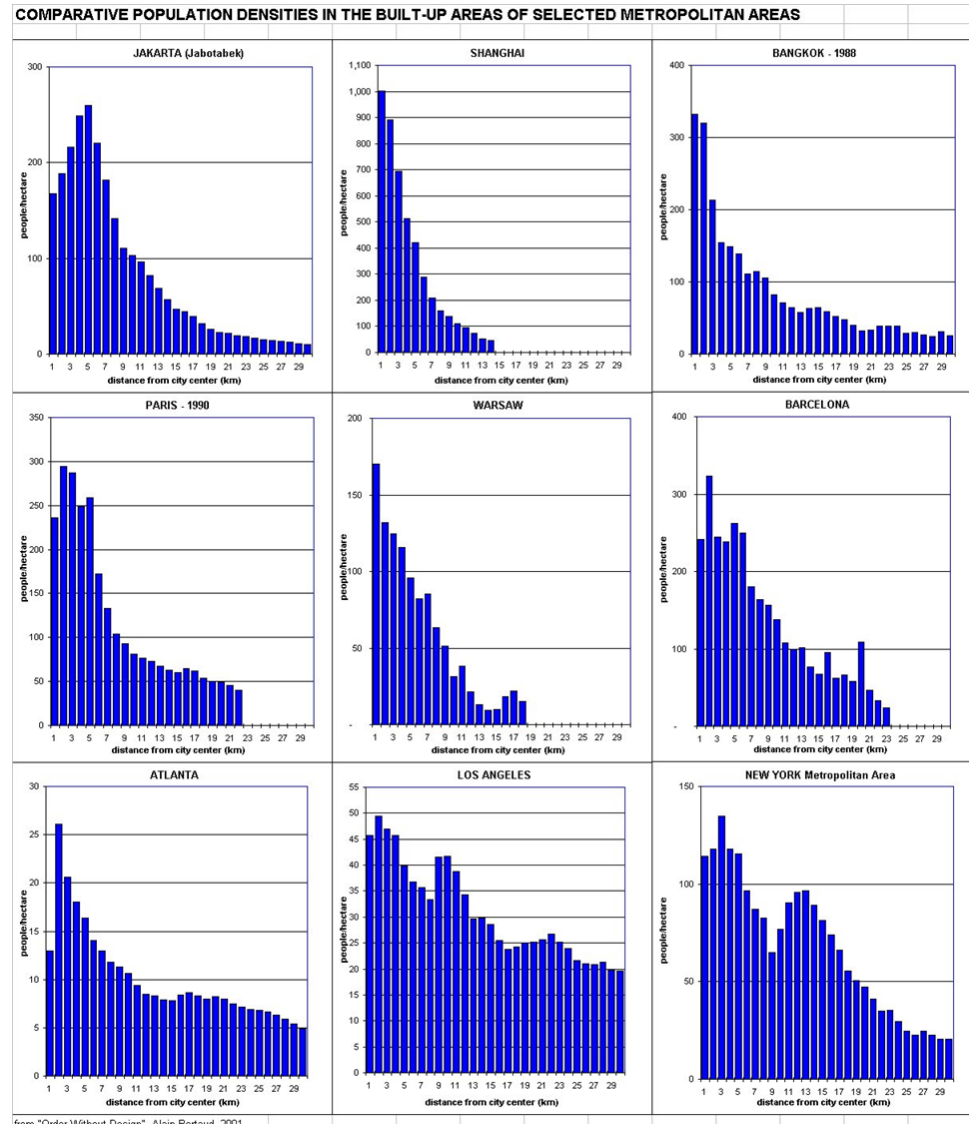 COMPARATIVE POPULATION DENSITIES IN THE BUILT-UP AREAS OF SELECTED METROPOLITAN AREAS
JAKARTA (Jabotabek)
300
200
100
0
people/hectare
1 3 5 7 9 11 13 15 17 19 21 23 25 27 29
distance from city center (km)
SHANGHAI
1,100
1,000
900
800
700
600
500
400
300
200
100
0
people/hectare
1 3 5 7 9 11 13 15 17 19 21 23 25 27 29
distance from city center (km)
BANGKOK - 1988
400
300
200
100
0
people/hectare
1 3 5 7 9 11 13 15 17 19 21 23 25 27 29
distance from city center (km)
PARIS - 1990
350
300
250
200
150
100
50
0
people/hectare
1 3 5 7 9 11 13 15 17 19 21 23 25 27 29
distance from city center (km)
WARSAW
200
150
100
50
-
people/hectare
1 3 5 7 9 11 13 15 17 19 21 23 25 27 29
distance from city center (km)
BARCELONA
400
300
200
100
-
people/hectare
1 3 5 7 9 11 13 15 17 19 21 23 25 27 29
distance from city center (km)
ATLANTA
30
25
20
15
10
5
0
people/hectare
1 3 5 7 9 11 13 15 17 19 21 23 25 27 29
distance from city center (km)
LOS ANGELES
55
50
45
40
35
30
25
20
15
10
5
0
people/hectare
1 3 5 7 9 11 13 15 17 19 21 23 25 27 29
distance from city center (km)
NEW YORK Metropolitan Area
150
100
50
0
people/hectare
1 3 5 7 9 11 13 15 17 19 21 23 25 27 29
distance from city center (km)
from "Order Without Design", Alain Bertaud, 2001